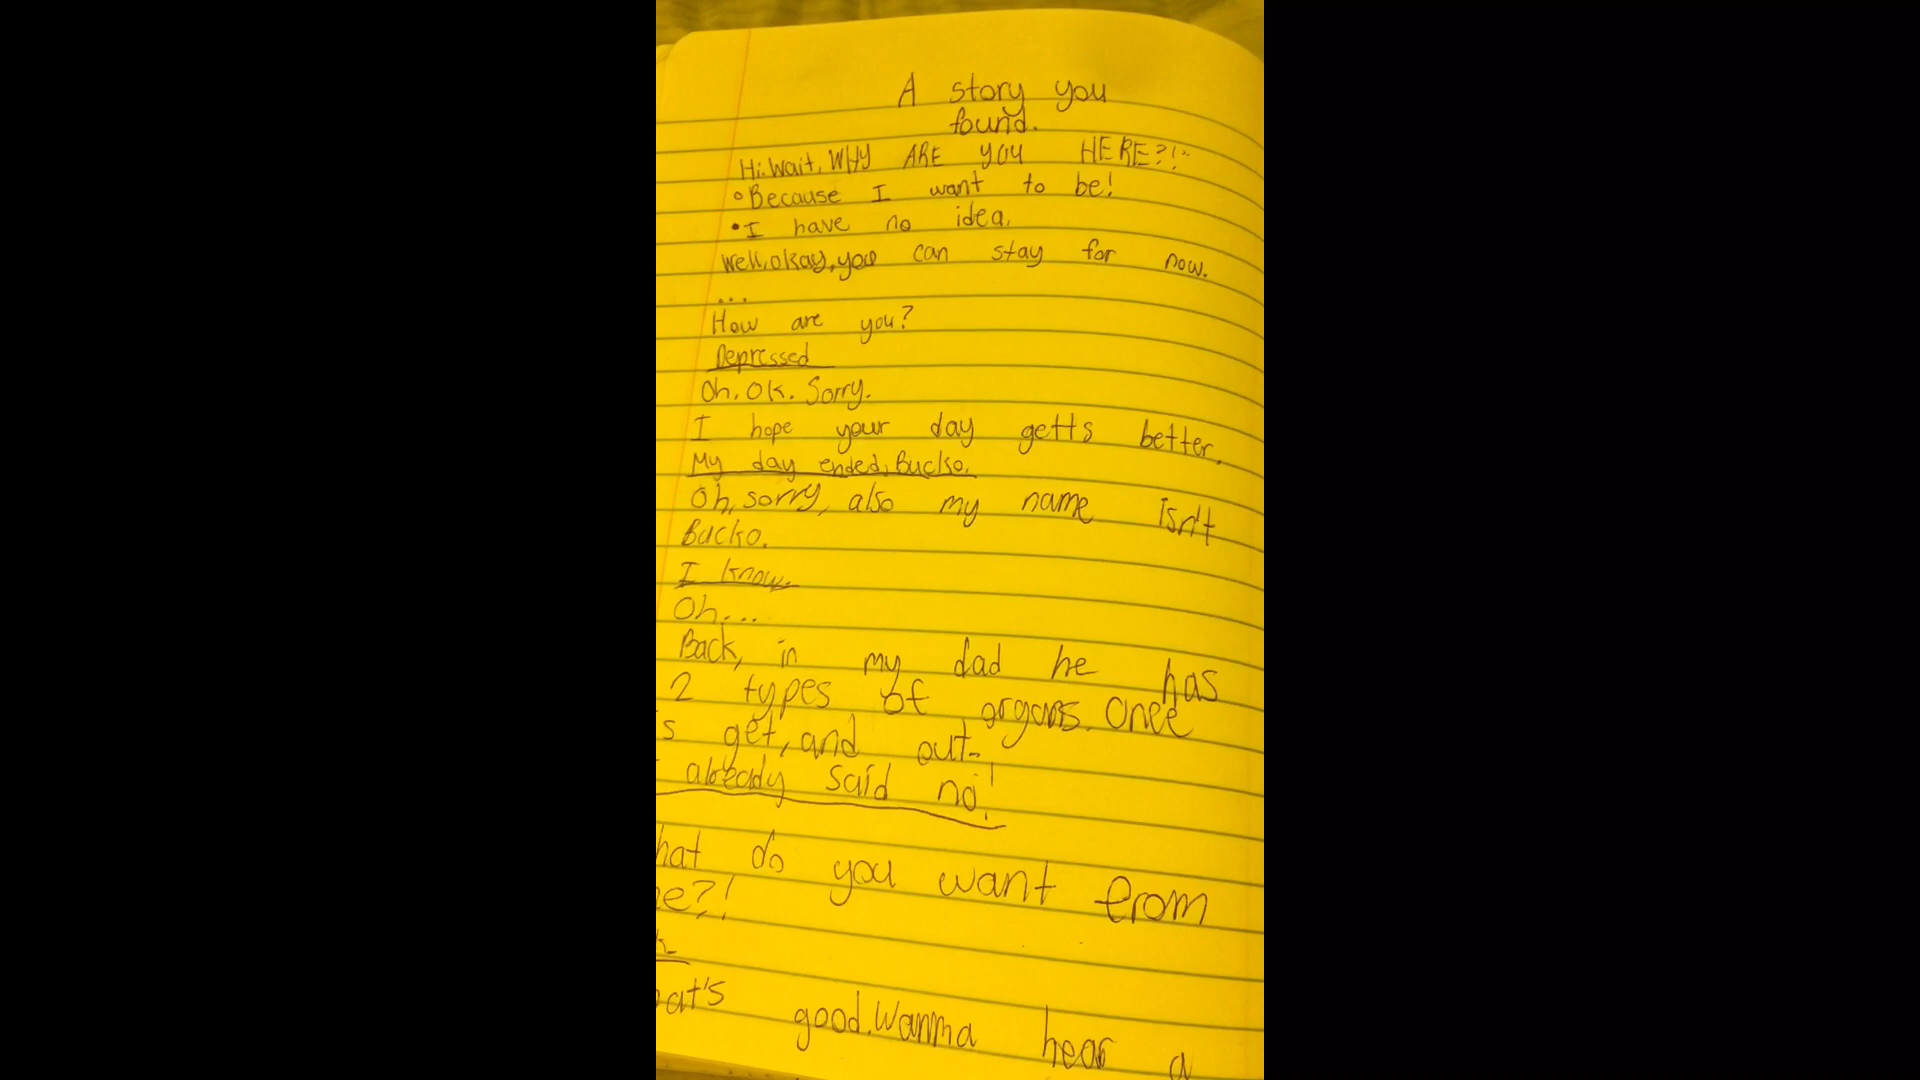 A story you
found.
Hi. Wait, WHY ARE YOU HERE?!
Because I want to be!
I have no idea.
Well, okay, you can stay for now.
...
How are you?
Depressed
Oh. OK. Sorry.
I hope your day getts better.
My day ended, Bucko.
Oh, sorry, also my name isn't
Bucko.
I know.
Oh...
Back, in my dad he has
2 types of organs. Onee
s get, and out-
already said no!
hat do you want from
e?!
at's good. Wanna hear a